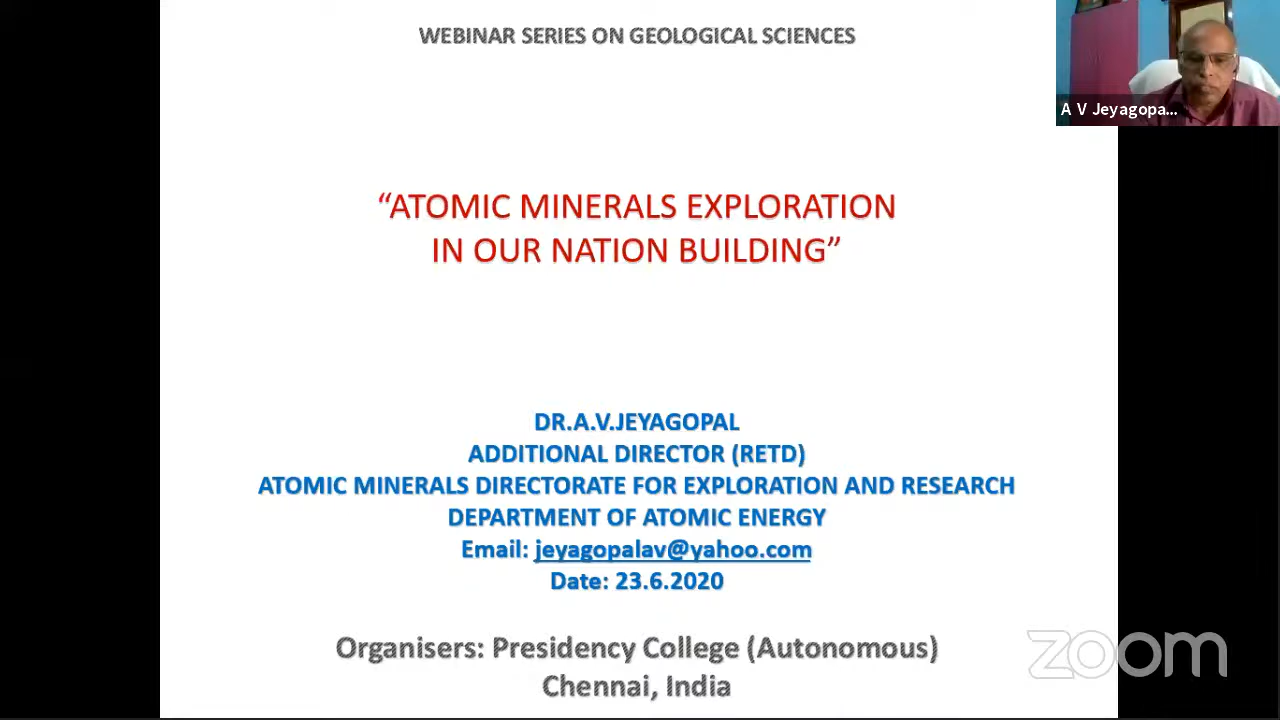 WEBINAR SERIES ON GEOLOGICAL SCIENCES
A V Jeyagopa...
“ATOMIC MINERALS EXPLORATION
IN OUR NATION BUILDING”
DR.A.V.JEYAGOPAL
ADDITIONAL DIRECTOR (RETD)
ATOMIC MINERALS DIRECTORATE FOR EXPLORATION AND RESEARCH
DEPARTMENT OF ATOMIC ENERGY
Email: jeyagopalav@yahoo.com
Date: 23.6.2020
Organisers: Presidency College (Autonomous)
Chennai, India
zoom